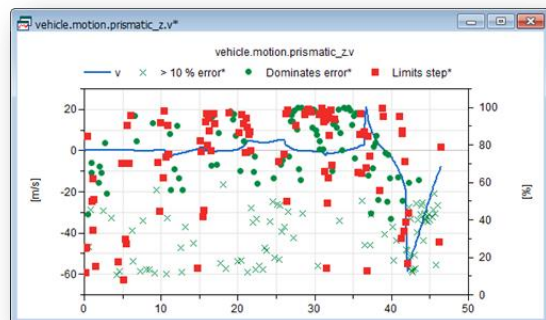 vehicle.motion.prismatic_z.v*
vehicle.motion.prismatic_z.v
v > 10 % error* Dominates error* Limits step*
20
0
-20
-40
-60
[m/s]
100
80
60
40
20
0
[%]
0 10 20 30 40 50